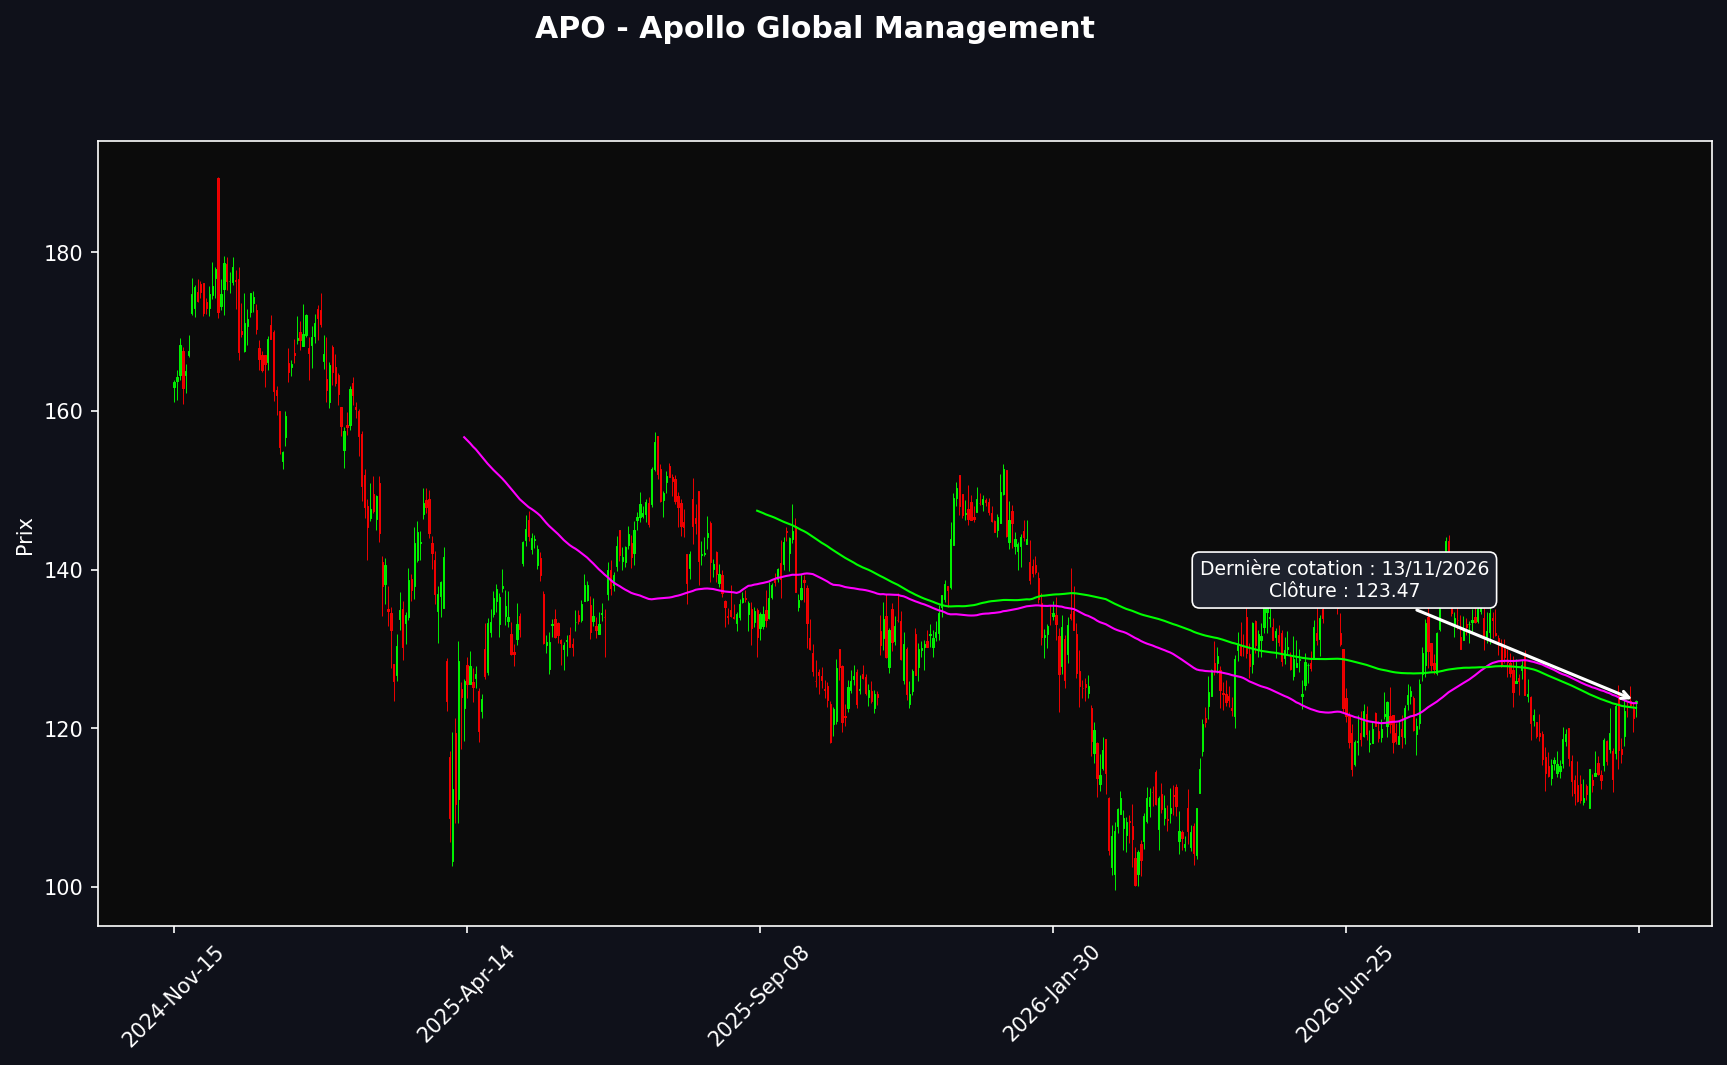 APO - Apollo Global Management
Prix
180
160
140
120
100
Dernière cotation : 13/11/2026
Clôture : 123.47
2024-Nov-15
2025-Apr-14
2025-Sep-08
2026-Jan-30
2026-Jun-25